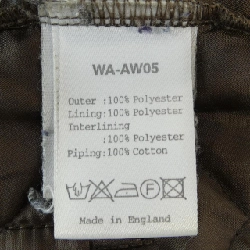 WA-AW05
Outer :100% Polyester
Lining:100% Polyester
Interlining
:100% Polyester
Piping:100% Cotton
F
Made in England